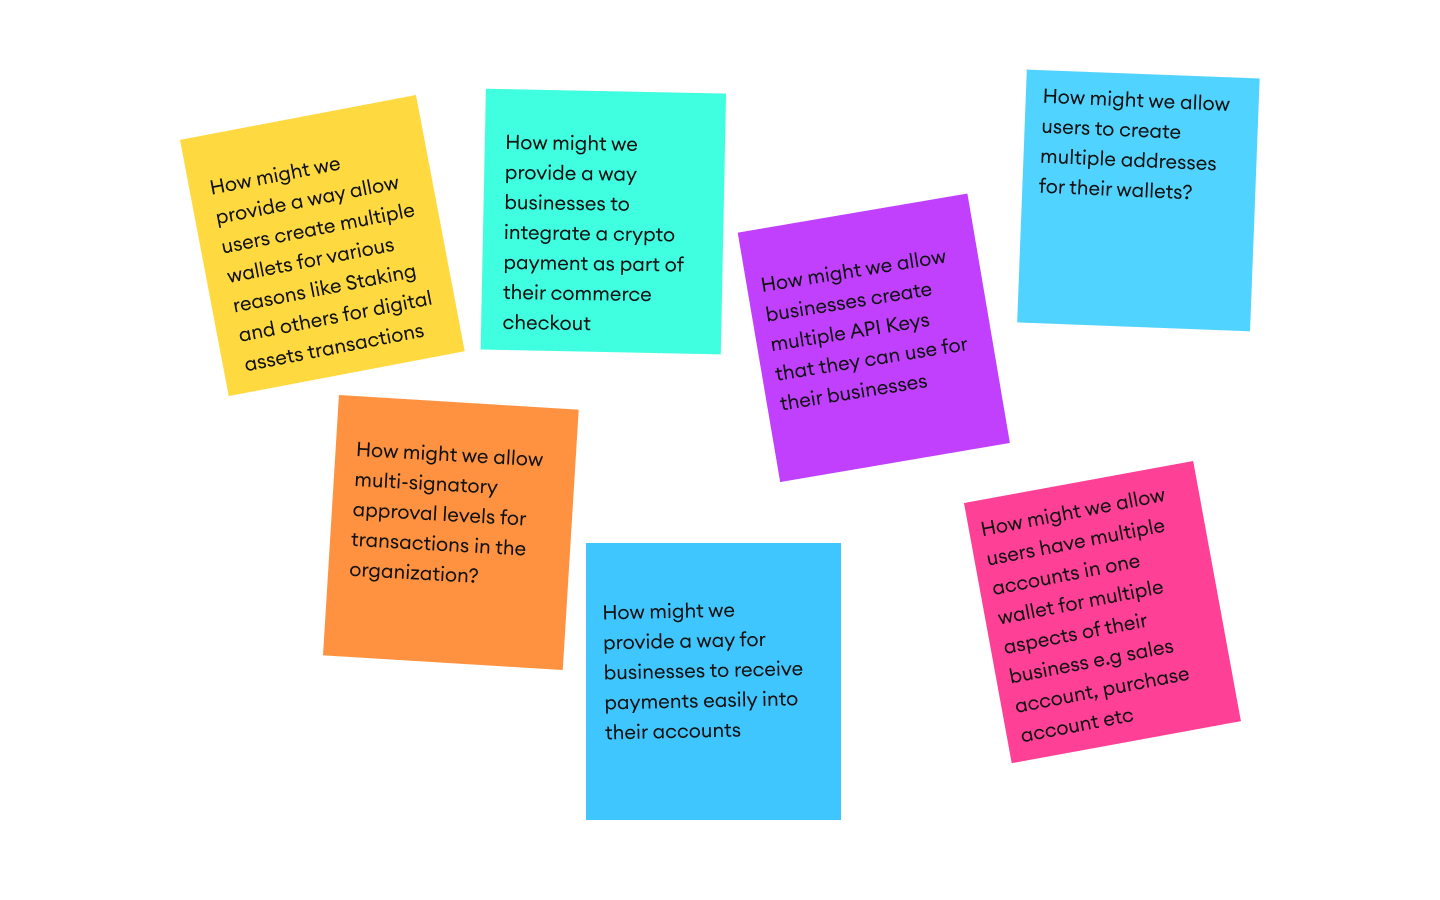 How might we
provide a way allow
users create multiple
wallets for various
reasons like Staking
and others for digital
assets transactions
How might we
provide a way
businesses to
integrate a crypto
payment as part of
their commerce
checkout
How might we allow
businesses create
multiple API Keys
that they can use for
their businesses
How might we allow
users to create
multiple addresses
for their wallets?
How might we allow
multi-signatory
approval levels for
transactions in the
organization?
How might we
provide a way for
businesses to receive
payments easily into
their accounts
How might we allow
users have multiple
accounts in one
wallet for multiple
aspects of their
business e.g sales
account, purchase
account etc